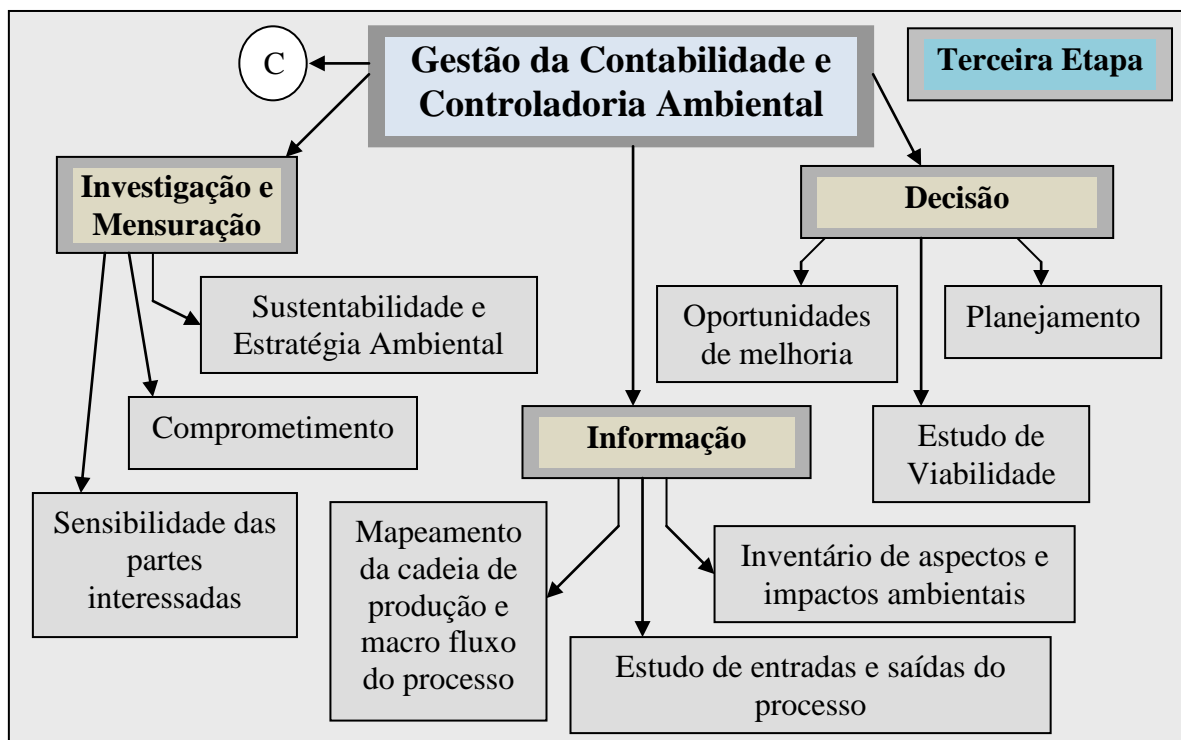 C
Gestão da Contabilidade e
Controladoria Ambiental
Terceira Etapa
Investigação e
Mensuração
Decisão
Sustentabilidade e
Estratégia Ambiental
Oportunidades
de melhoria
Planejamento
Comprometimento
Informação
Estudo de
Viabilidade
Sensibilidade das
partes
interessadas
Mapeamento
da cadeia de
produção e
macro fluxo
do processo
Inventário de aspectos e
impactos ambientais
Estudo de entradas e saídas do
processo